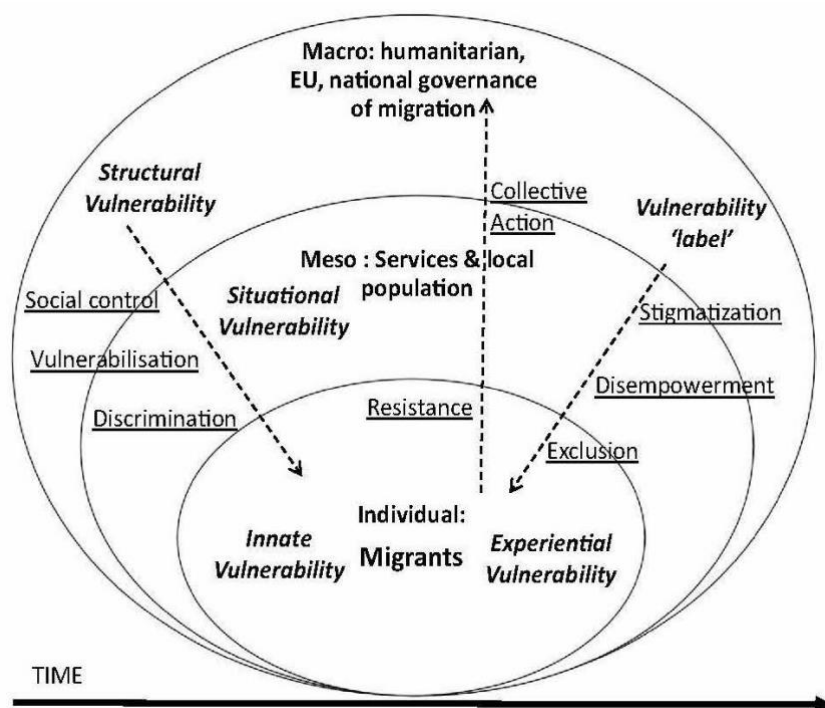 Macro: humanitarian,
EU, national governance
of migration
Structural
Vulnerability
Collective
Action
Vulnerability
'label'
Meso : Services & local
population
Situational
Vulnerability
Social control
Stigmatization
Vulnerabilisation
Disempowerment
Discrimination
Resistance
Exclusion
Individual:
Migrants
Innate
Vulnerability
Experiential
Vulnerability
TIME